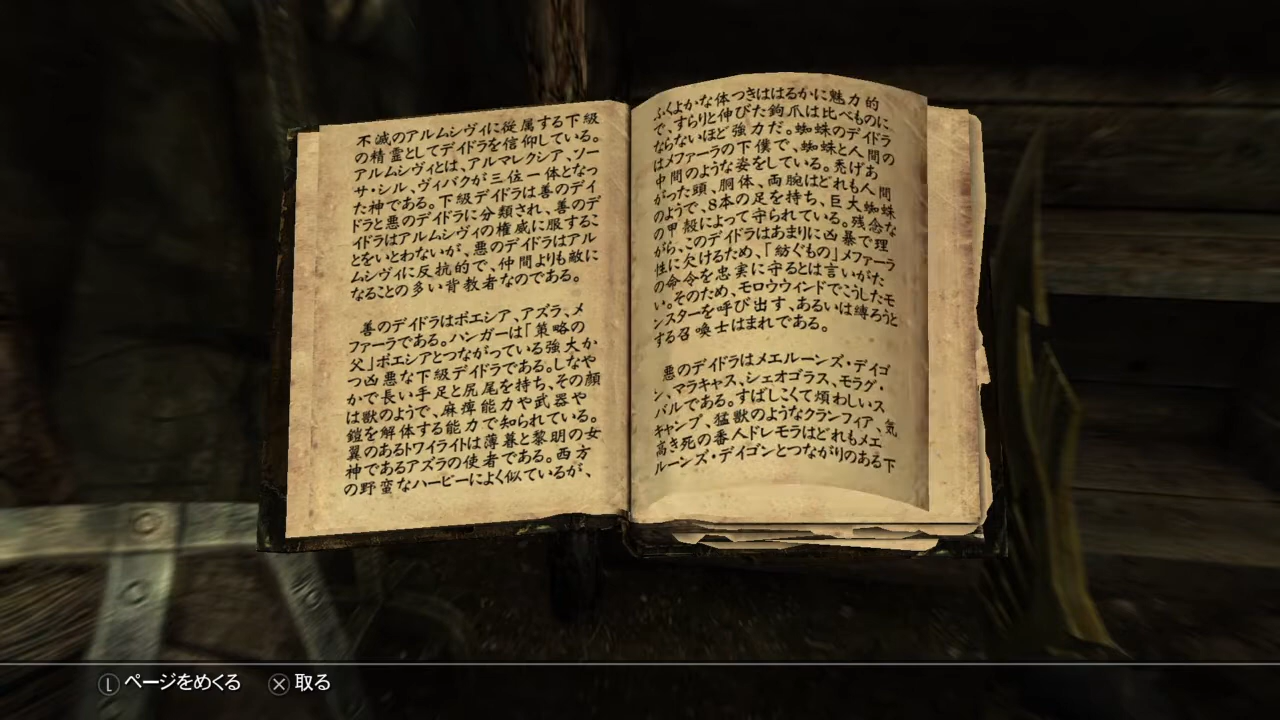 不滅のアルムシヴィに従属する下級
の精霊としてデイドラを信仰している。
アルムシヴィとは、アルマレクシア、ソー
サ・シル、ヴィバクが三位一体となっ
た神である。下級デイドラは善のデイ
ドラと悪のデイドラに分類され、善のデ
イドラはアルムシヴィの権威に服するこ
とをいとわないが、悪のデイドラはアル
ムシヴィに反抗的で、仲間よりも敵に
なることの多い背教者なのである。
善のデイドラはボエシア、アズラ、メ
ファーラである。ハンガーは「策略の
父」ボエシアとつながっている強大か
つ凶悪な下級デイドラである。しなや
かで長い手足と尻尾を持ち、その顔
は獣のようで、麻痺能力や武器や
鎧を解体する能力で知られている。
翼のあるトワイライトは薄暮と黎明の女
神であるアズラの使者である。西方
の野蛮なハーピーによく似ているが、
ふくよかな体つきははるかに魅力的
で、すらりと伸びた鉤爪は比べものに
ならないほど強力だ。蜘蛛のデイドラ
はメファーラの下僕で、蜘蛛と人間の
中間のような姿をしている。禿げあ
がった頭、胴体、両腕はどれも人間
のようで、8本の足を持ち、巨大蜘蛛
の甲殻によって守られている。残念な
がら、このデイドラはあまりに凶暴で理
性に欠けるため、「紡ぐもの」メファーラ
の命令を忠実に守るとは言いがた
い。そのため、モロウウィンドでこうしたモ
ンスターを呼び出す、あるいは縛ろうと
する召喚士はまれである。
悪のデイドラはメエルーンズ・デイゴ
ン、マラキャス、シェオゴラス、モラグ・
バルである。すばしこくて煩わしいス
キャンプ、猛獣のようなクランフィア、気
高き死の番人ドレモラはどれもメエ
ルーンズ・デイゴンとつながりのある下
L ページをめくる
取る